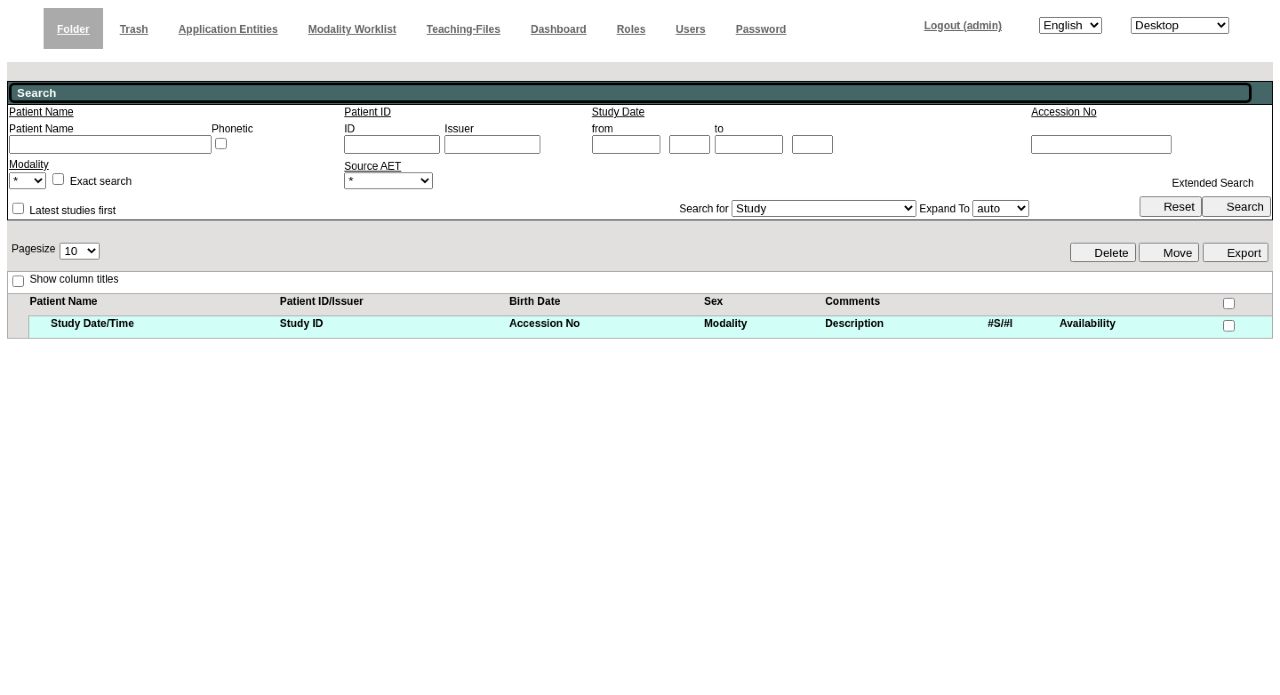 Folder Trash Application Entities Modality Worklist Teaching-Files Dashboard Roles Users Password Logout (admin) English Desktop
Search
Patient Name Patient ID Study Date Accession No
Patient Name Phonetic ID Issuer from to
Modality Source AET
* Exact search * Extended Search
Latest studies first Search for Study Expand To auto Reset Search
Pagesize 10 Delete Move Export
Show column titles
Patient Name Patient ID/Issuer Birth Date Sex Comments
Study Date/Time Study ID Accession No Modality Description #S/#I Availability